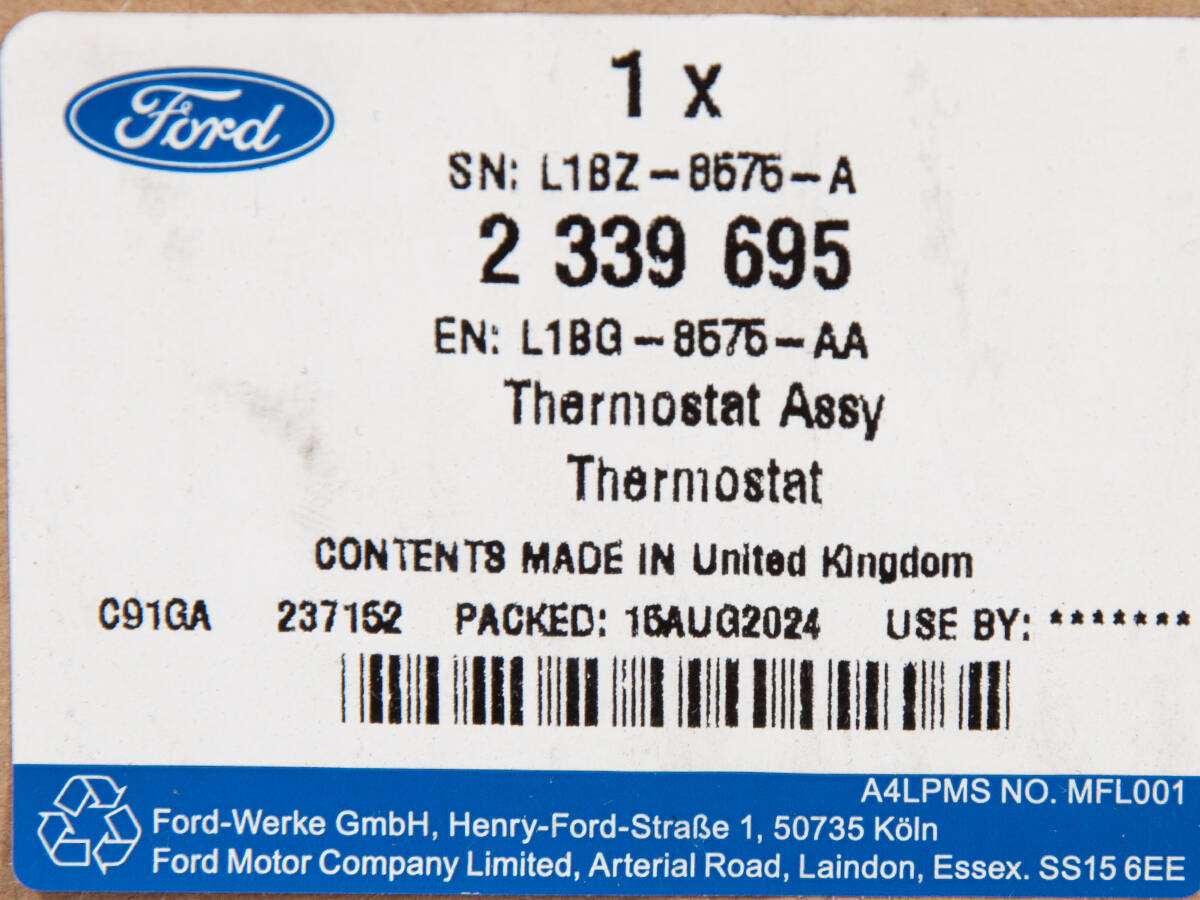 Ford
1 x
SN: L1BZ-8575-A
2 339 695
EN: L1BG-8575-AA
Thermostat Assy
Thermostat
CONTENTS MADE IN United Kingdom
C91GA 237152 PACKED: 15AUG2024 USE BY: *******
A4LPMS NO. MFL001
Ford-Werke GmbH, Henry-Ford-Straße 1, 50735 Köln
Ford Motor Company Limited, Arterial Road, Laindon, Essex. SS15 6EE